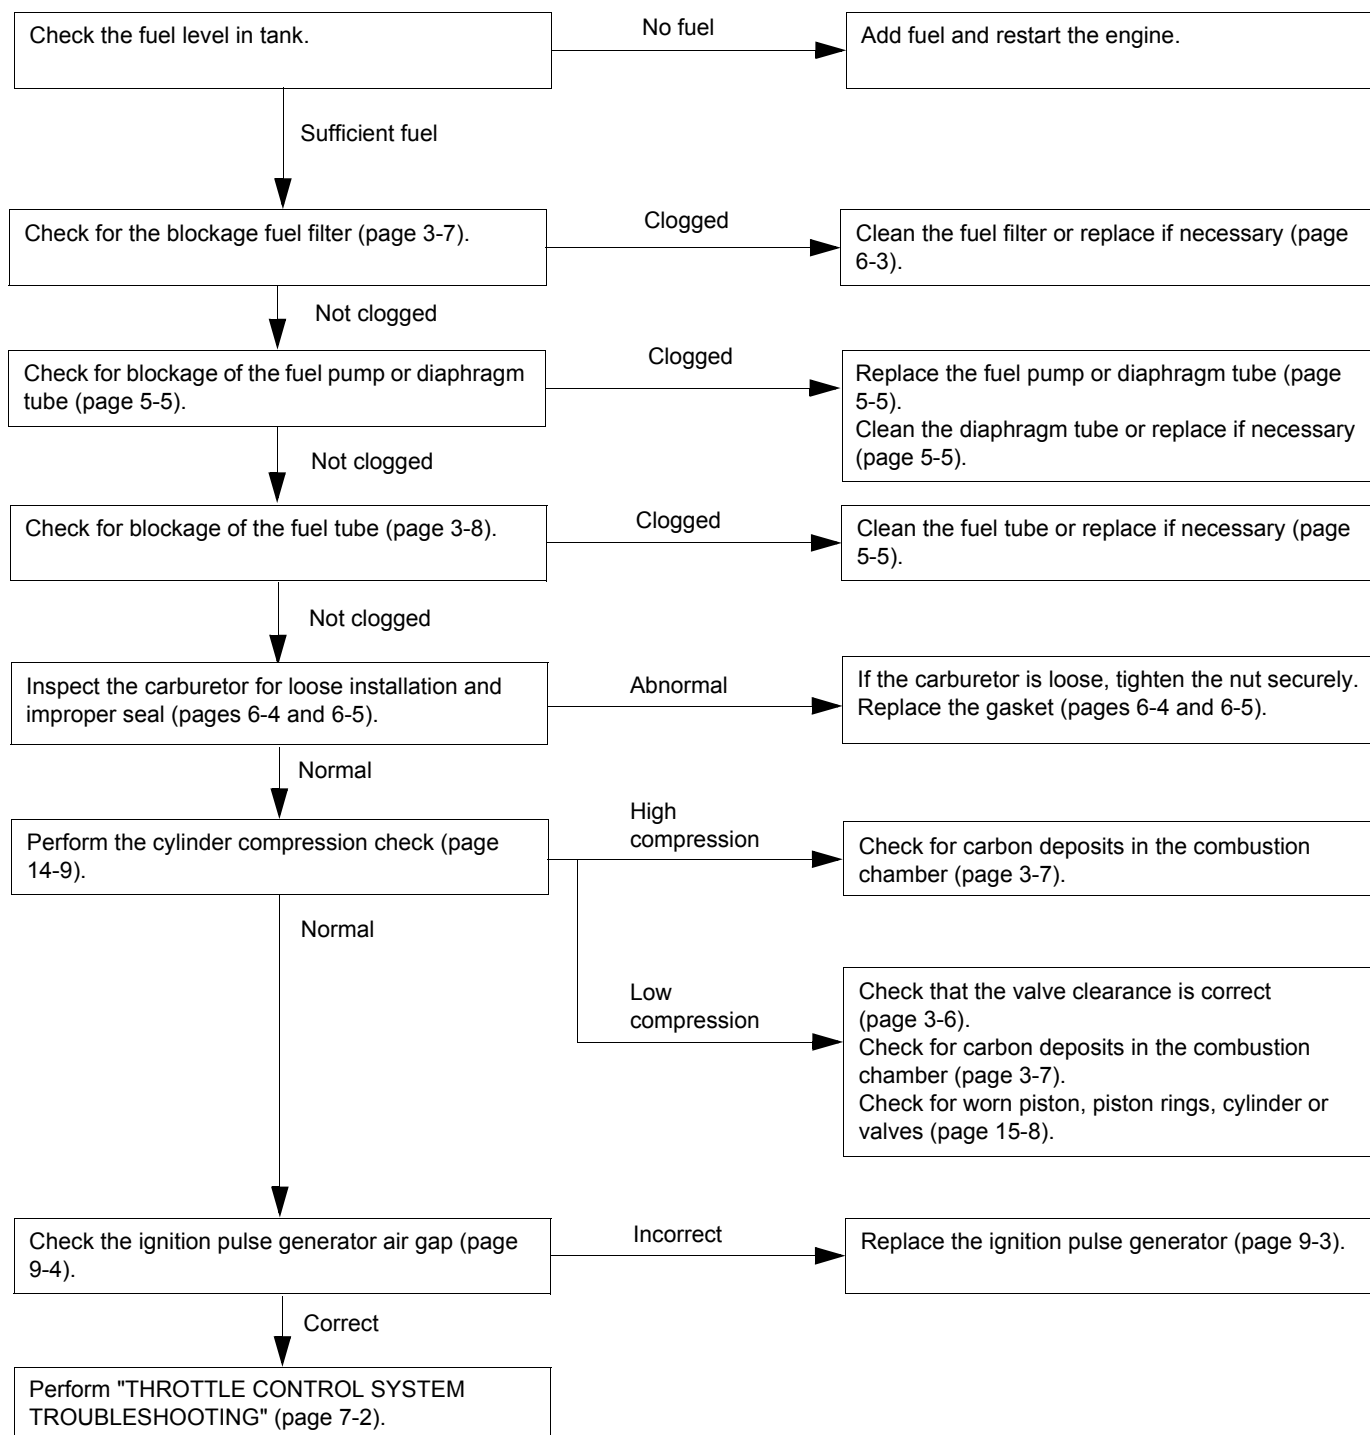 Check the fuel level in tank.
No fuel
Add fuel and restart the engine.
Sufficient fuel
Check for the blockage fuel filter (page 3-7).
Clogged
Clean the fuel filter or replace if necessary (page
6-3).
Not clogged
Check for blockage of the fuel pump or diaphragm
tube (page 5-5).
Clogged
Replace the fuel pump or diaphragm tube (page
5-5).
Clean the diaphragm tube or replace if necessary
(page 5-5).
Not clogged
Check for blockage of the fuel tube (page 3-8).
Clogged
Clean the fuel tube or replace if necessary (page
5-5).
Not clogged
Inspect the carburetor for loose installation and
improper seal (pages 6-4 and 6-5).
Abnormal
If the carburetor is loose, tighten the nut securely.
Replace the gasket (pages 6-4 and 6-5).
Normal
Perform the cylinder compression check (page
14-9).
High
compression
Check for carbon deposits in the combustion
chamber (page 3-7).
Normal
Low
compression
Check that the valve clearance is correct
(page 3-6).
Check for carbon deposits in the combustion
chamber (page 3-7).
Check for worn piston, piston rings, cylinder or
valves (page 15-8).
Check the ignition pulse generator air gap (page
9-4).
Incorrect
Replace the ignition pulse generator (page 9-3).
Correct
Perform "THROTTLE CONTROL SYSTEM
TROUBLESHOOTING" (page 7-2).